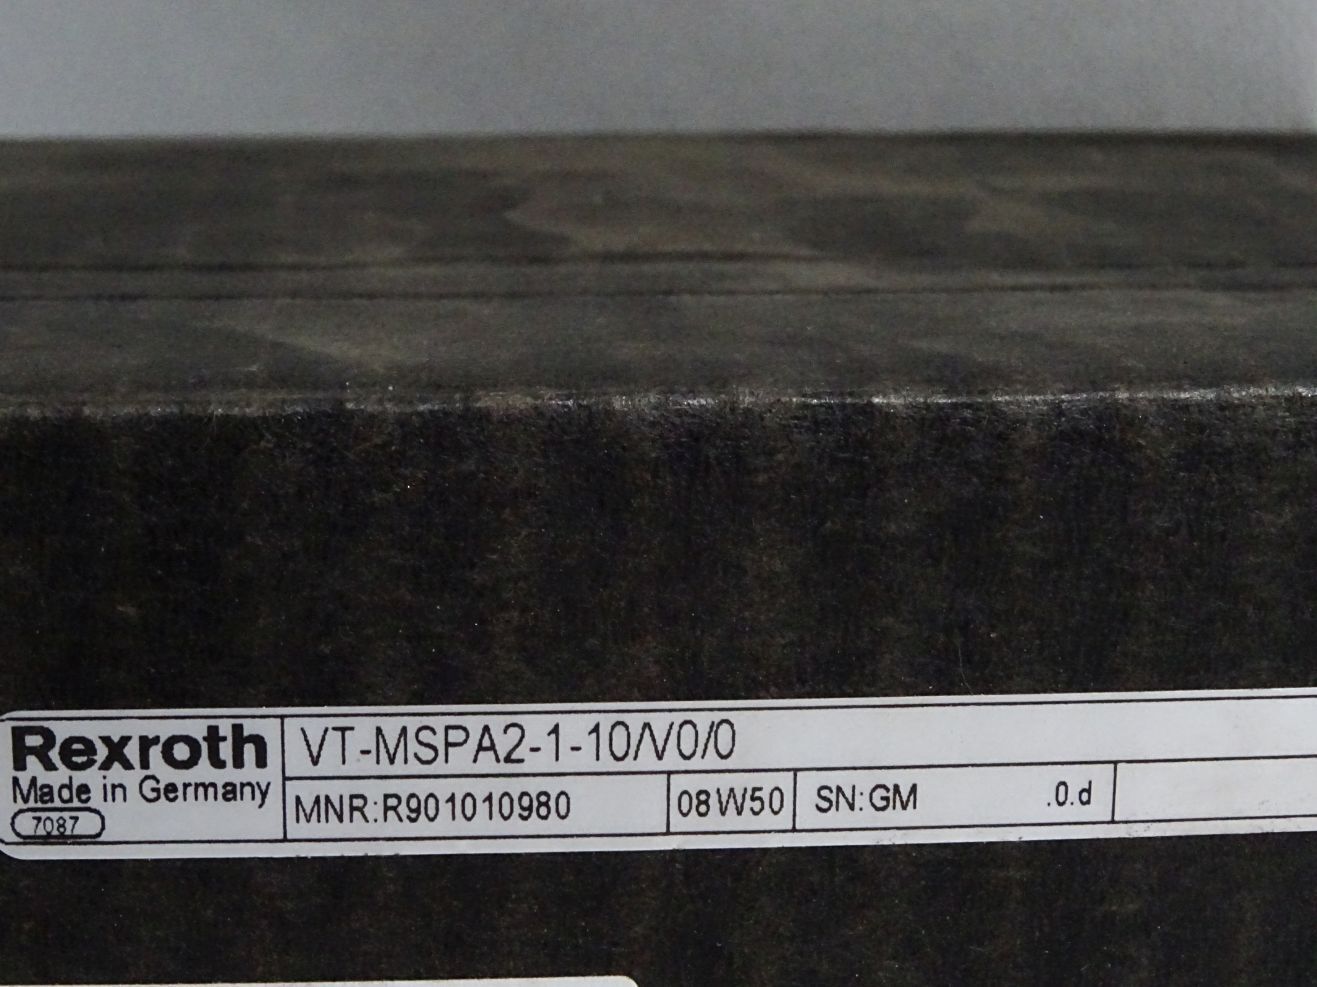 Rexroth
Made in Germany
7087
VT-MSPA2-1-10/V0/0
MNR:R901010980
08W50
SN:GM .0.d